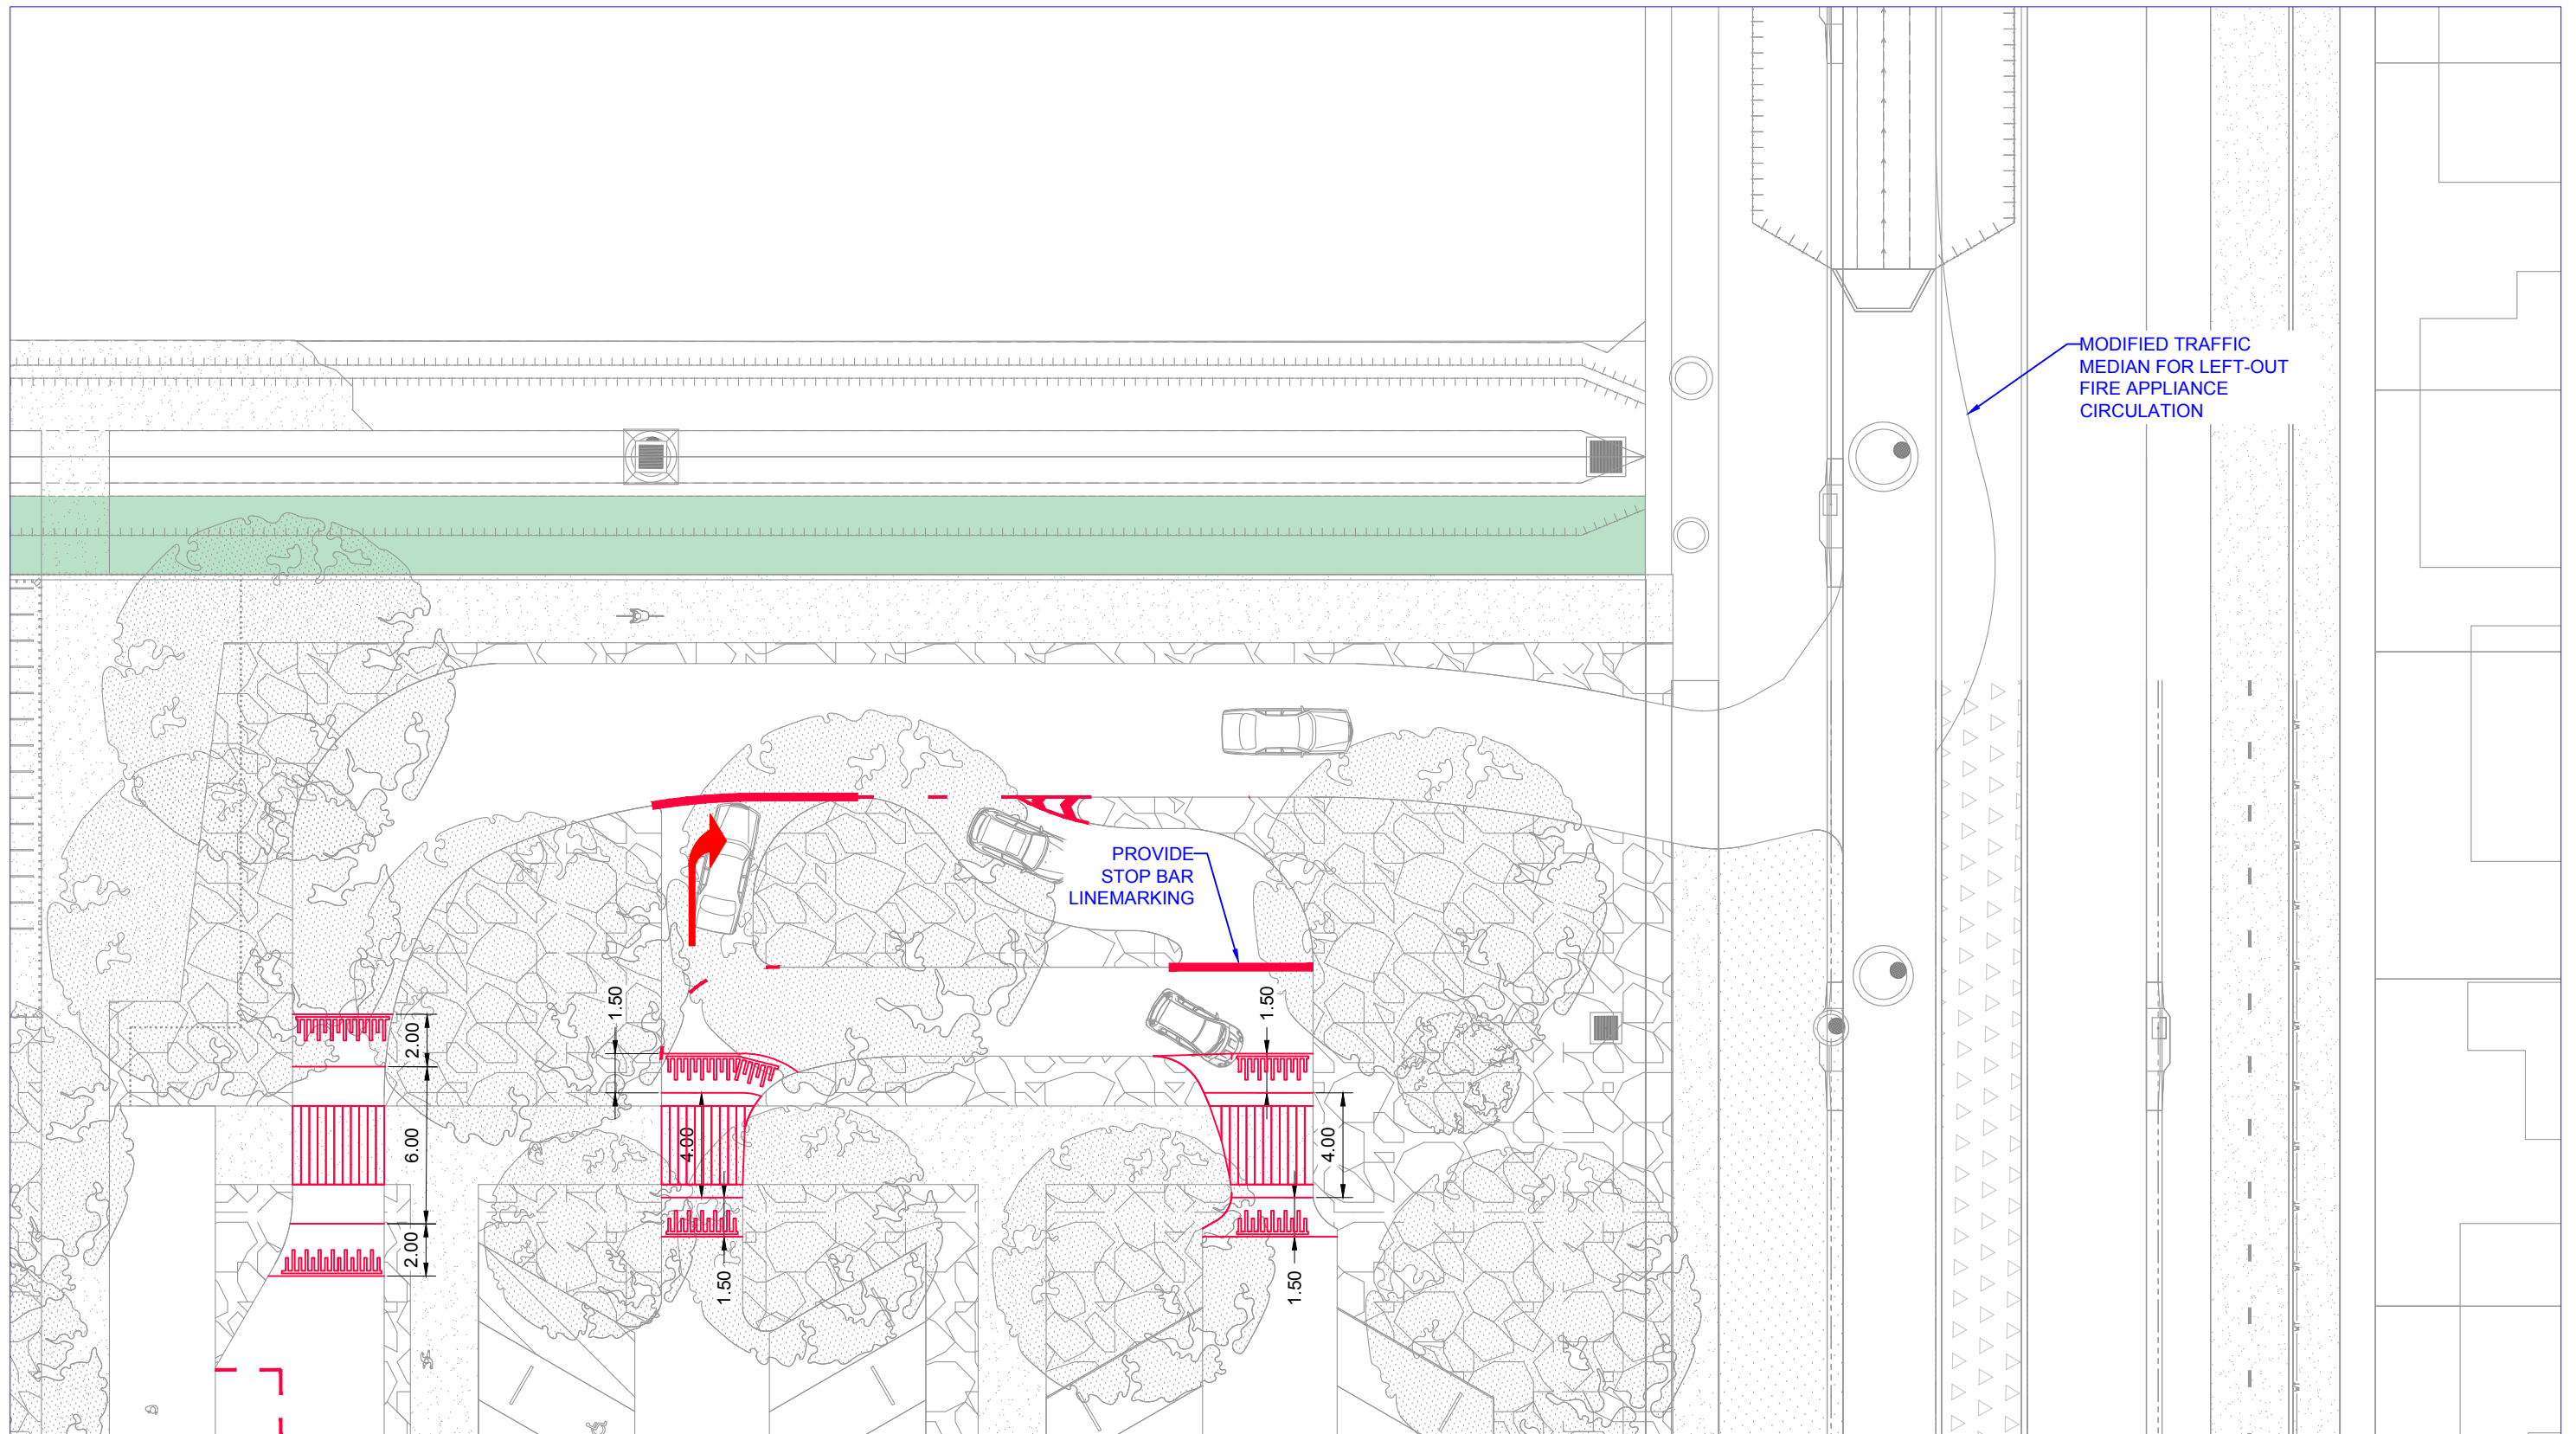 MODIFIED TRAFFIC
MEDIAN FOR LEFT-OUT
FIRE APPLIANCE
CIRCULATION
PROVIDE
STOP BAR
LINEMARKING
1.50
1.50
2.00
4.00
4.00
6.00
2.00
1.50
1.50